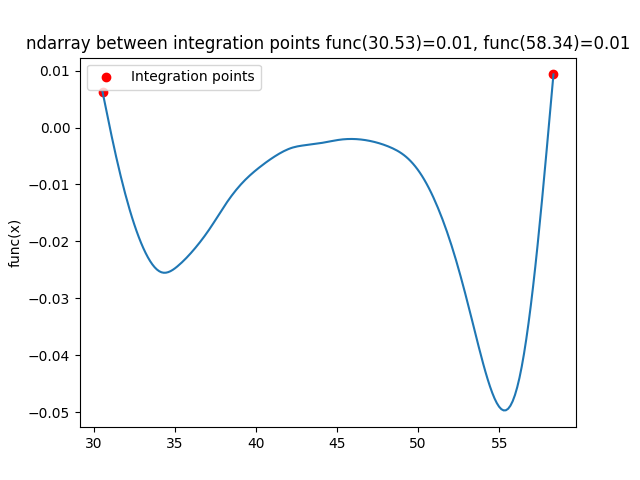 ndarray between integration points func(30.53)=0.01, func(58.34)=0.01
Integration points
func(x)
0.01
0.00
−0.01
−0.02
−0.03
−0.04
−0.05
30 35 40 45 50 55